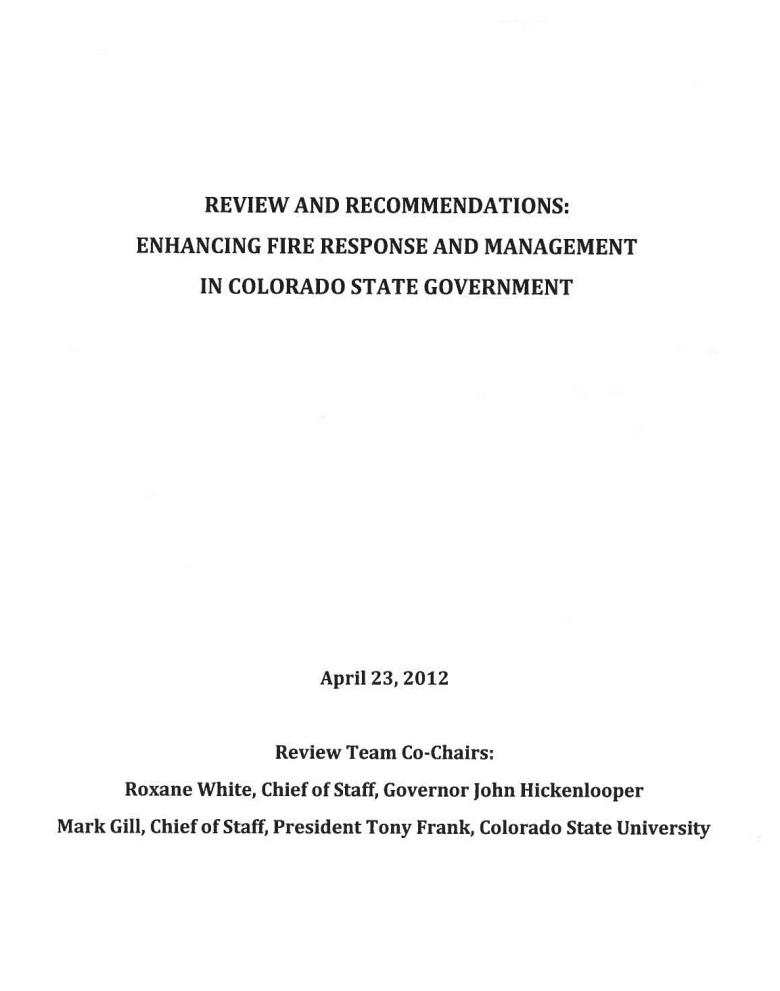 REVIEW AND RECOMMENDATIONS:
ENHANCING FIRE RESPONSE AND MANAGEMENT
IN COLORADO STATE GOVERNMENT
April 23, 2012
Review Team Co-Chairs:
Roxane White, Chief of Staff, Governor John Hickenlooper
Mark Gill, Chief of Staff, President Tony Frank, Colorado State University